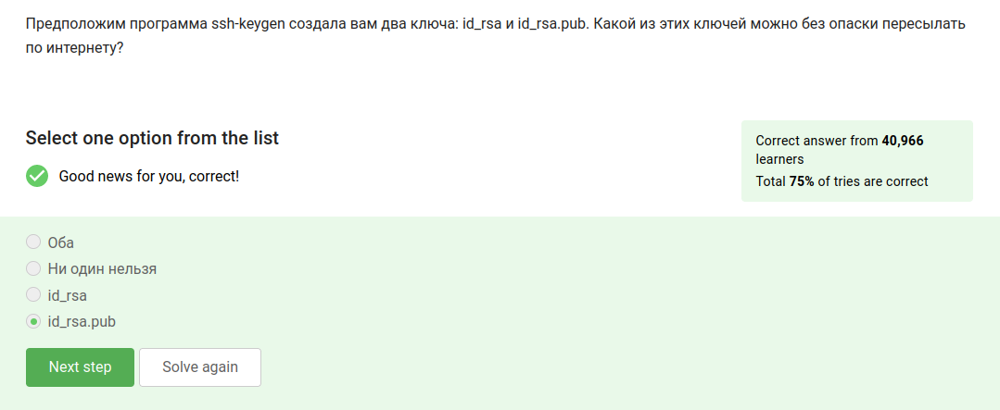 Предположим программа ssh-keygen создала вам два ключа: id_rsa и id_rsa.pub. Какой из этих ключей можно без опаски пересылать
по интернету?
Select one option from the list
Good news for you, correct!
Correct answer from 40,966
learners
Total 75% of tries are correct
Оба
Ни один нельзя
id_rsa
id_rsa.pub
Next step
Solve again